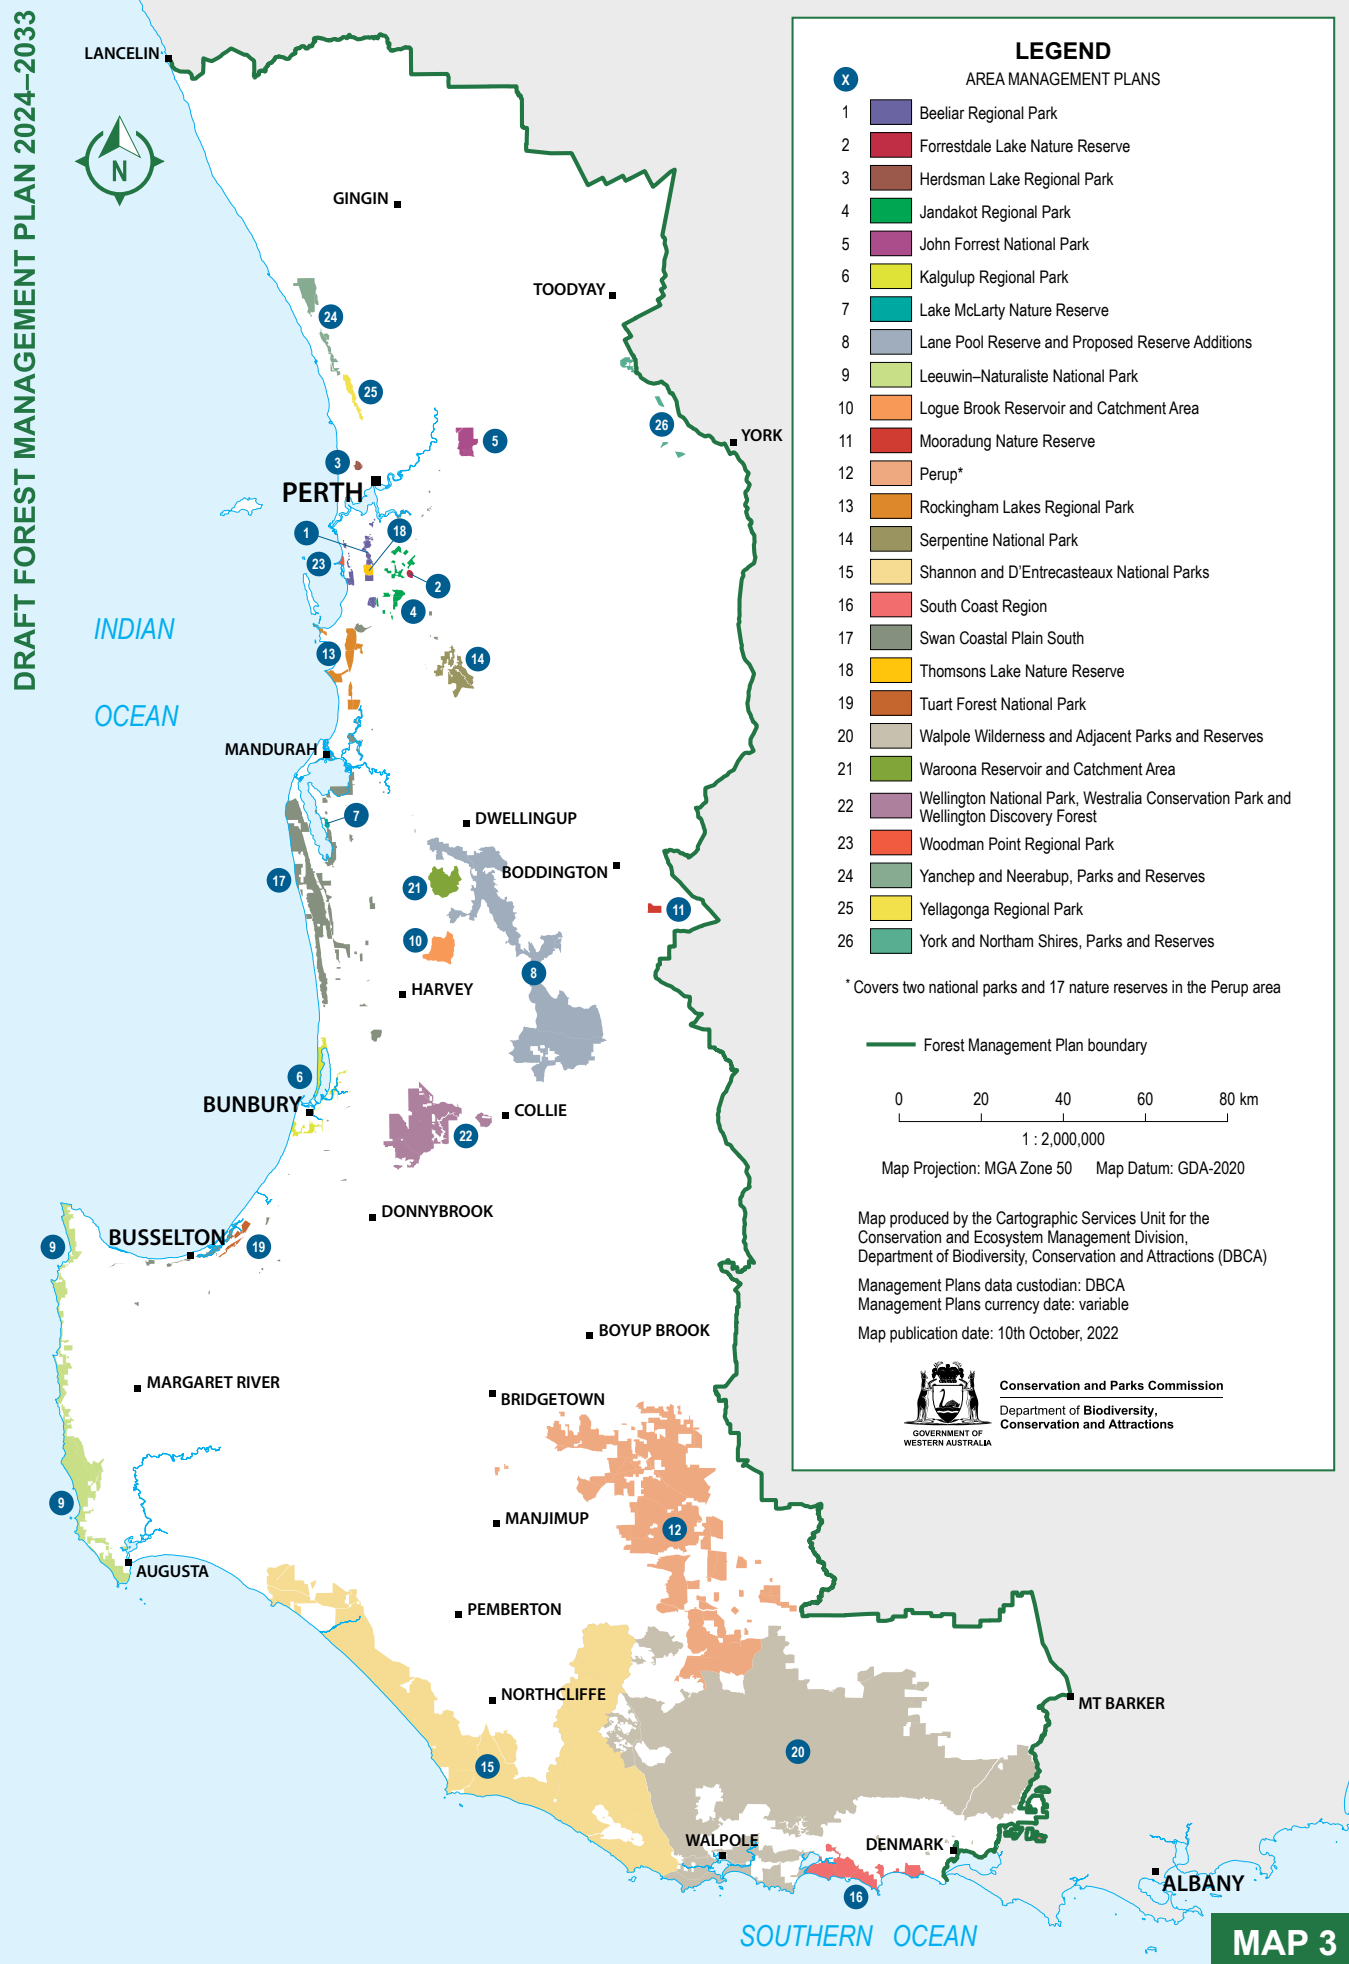 DRAFT FOREST MANAGEMENT PLAN 2024–2033
LANCELIN
N
GINGIN
TOODYAY
24
25
26
YORK
5
3
PERTH
1
18
23
2
4
INDIAN
OCEAN
13
14
MANDURAH
7
DWELLINGUP
BODDINGTON
17
21
11
10
8
HARVEY
6
BUNBURY
COLLIE
22
DONNYBROOK
BUSSELTON
9
19
BOYUP BROOK
MARGARET RIVER
BRIDGETOWN
9
MANJIMUP
12
AUGUSTA
PEMBERTON
NORTHCLIFFE
MT BARKER
15
20
WALPOLE
DENMARK
16
ALBANY
SOUTHERN OCEAN
LEGEND
X AREA MANAGEMENT PLANS
1 Beeliar Regional Park
2 Forrestdale Lake Nature Reserve
3 Herdsman Lake Regional Park
4 Jandakot Regional Park
5 John Forrest National Park
6 Kalgulup Regional Park
7 Lake McLarty Nature Reserve
8 Lane Pool Reserve and Proposed Reserve Additions
9 Leeuwin–Naturaliste National Park
10 Logue Brook Reservoir and Catchment Area
11 Mooradung Nature Reserve
12 Perup*
13 Rockingham Lakes Regional Park
14 Serpentine National Park
15 Shannon and D'Entrecasteaux National Parks
16 South Coast Region
17 Swan Coastal Plain South
18 Thomsons Lake Nature Reserve
19 Tuart Forest National Park
20 Walpole Wilderness and Adjacent Parks and Reserves
21 Waroona Reservoir and Catchment Area
22 Wellington National Park, Westralia Conservation Park and
Wellington Discovery Forest
23 Woodman Point Regional Park
24 Yanchep and Neerabup, Parks and Reserves
25 Yellagonga Regional Park
26 York and Northam Shires, Parks and Reserves
* Covers two national parks and 17 nature reserves in the Perup area
Forest Management Plan boundary
0 20 40 60 80 km
1 : 2,000,000
Map Projection: MGA Zone 50 Map Datum: GDA-2020
Map produced by the Cartographic Services Unit for the
Conservation and Ecosystem Management Division,
Department of Biodiversity, Conservation and Attractions (DBCA)
Management Plans data custodian: DBCA
Management Plans currency date: variable
Map publication date: 10th October, 2022
GOVERNMENT OF
WESTERN AUSTRALIA
Conservation and Parks Commission
Department of Biodiversity,
Conservation and Attractions
MAP 3